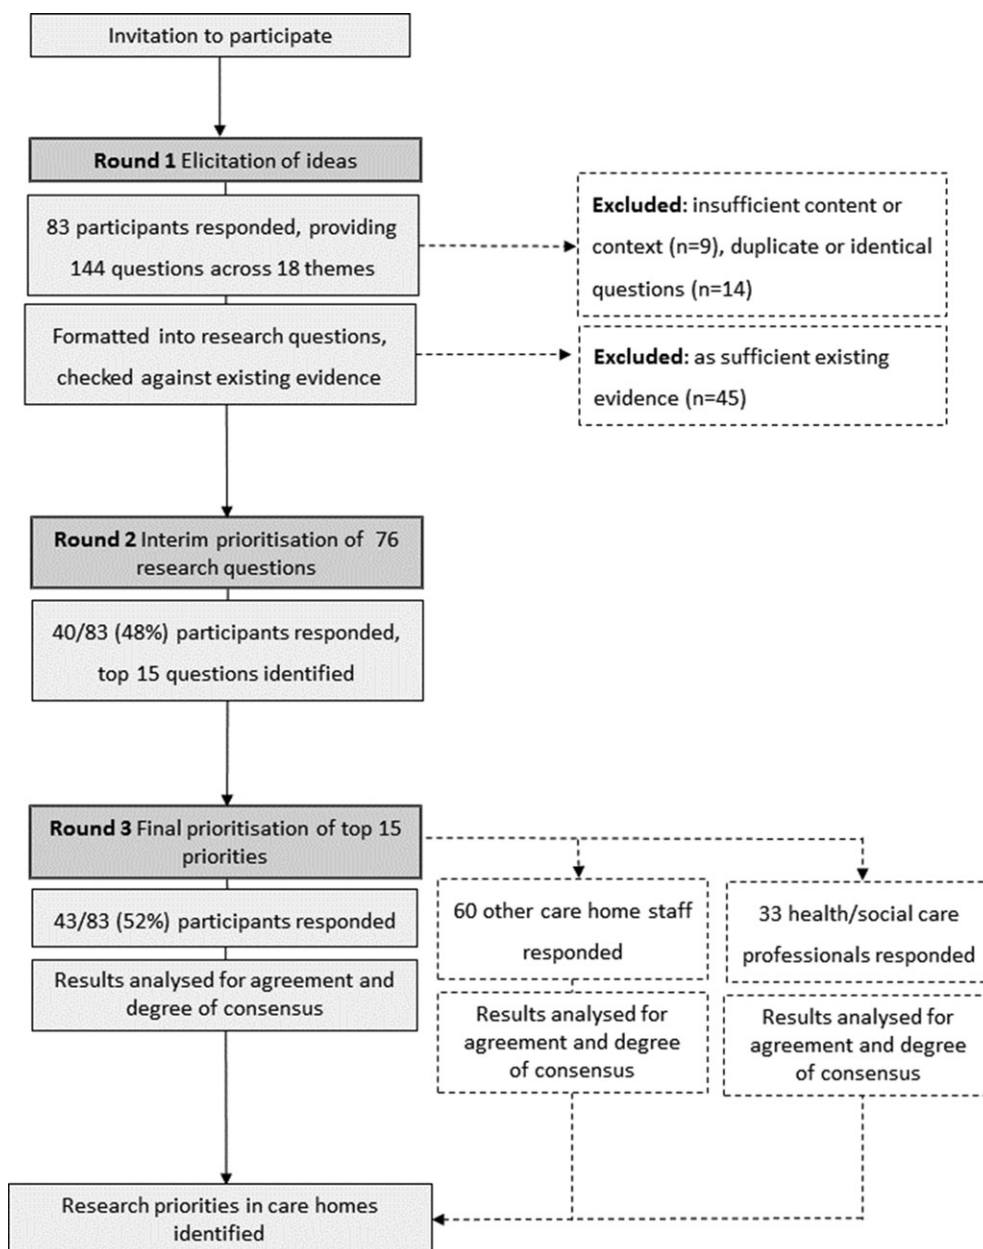 Invitation to participate
Round 1 Elicitation of ideas
83 participants responded, providing
144 questions across 18 themes
Excluded: insufficient content or
context (n=9), duplicate or identical
questions (n=14)
Formatted into research questions,
checked against existing evidence
Excluded: as sufficient existing
evidence (n=45)
Round 2 Interim prioritisation of 76
research questions
40/83 (48%) participants responded,
top 15 questions identified
Round 3 Final prioritisation of top 15
priorities
43/83 (52%) participants responded
Results analysed for agreement and
degree of consensus
60 other care home staff
responded
Results analysed for
agreement and degree
of consensus
33 health/social care
professionals responded
Results analysed for
agreement and degree
of consensus
Research priorities in care homes
identified